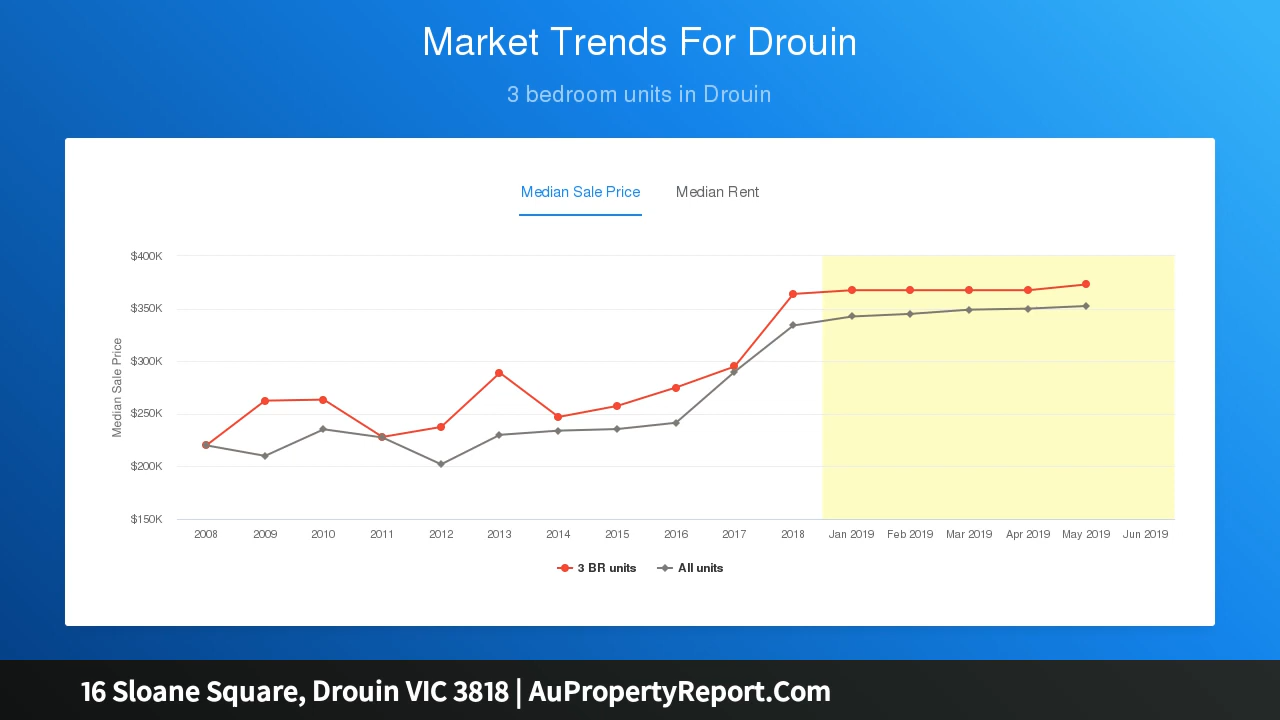 Market Trends For Drouin
3 bedroom units in Drouin
Median Sale Price Median Rent
Median Sale Price
$400K
$350K
$300K
$250K
$200K
$150K
2008 2009 2010 2011 2012 2013 2014 2015 2016 2017 2018 Jan 2019 Feb 2019 Mar 2019 Apr 2019 May 2019 Jun 2019
3 BR units All units
16 Sloane Square, Drouin VIC 3818 | AuPropertyReport.Com